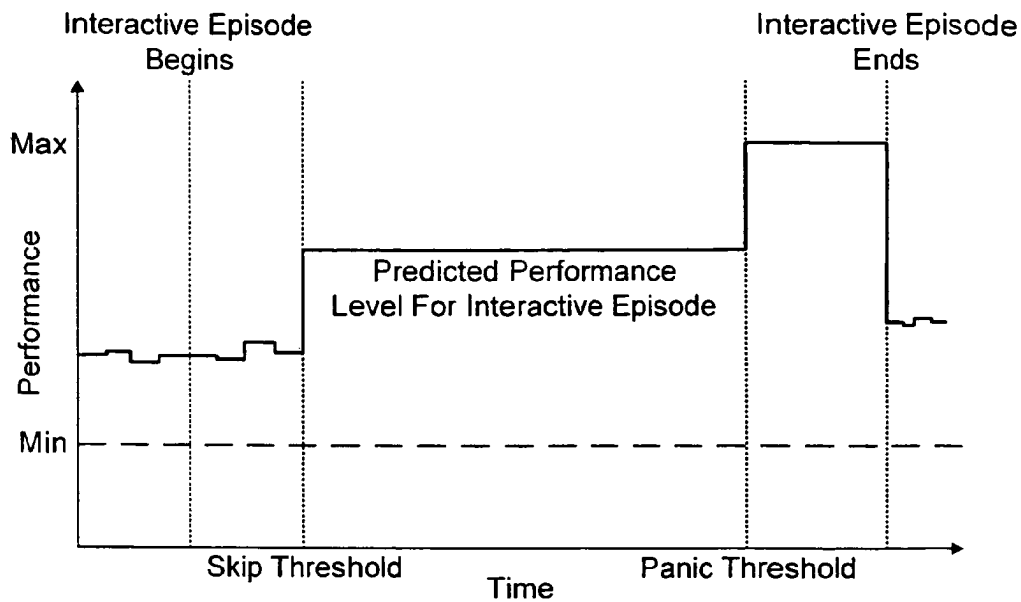 Interactive Episode
Begins
Interactive Episode
Ends
Max
Performance
Predicted Performance
Level For Interactive Episode
Min
Skip Threshold
Panic Threshold
Time